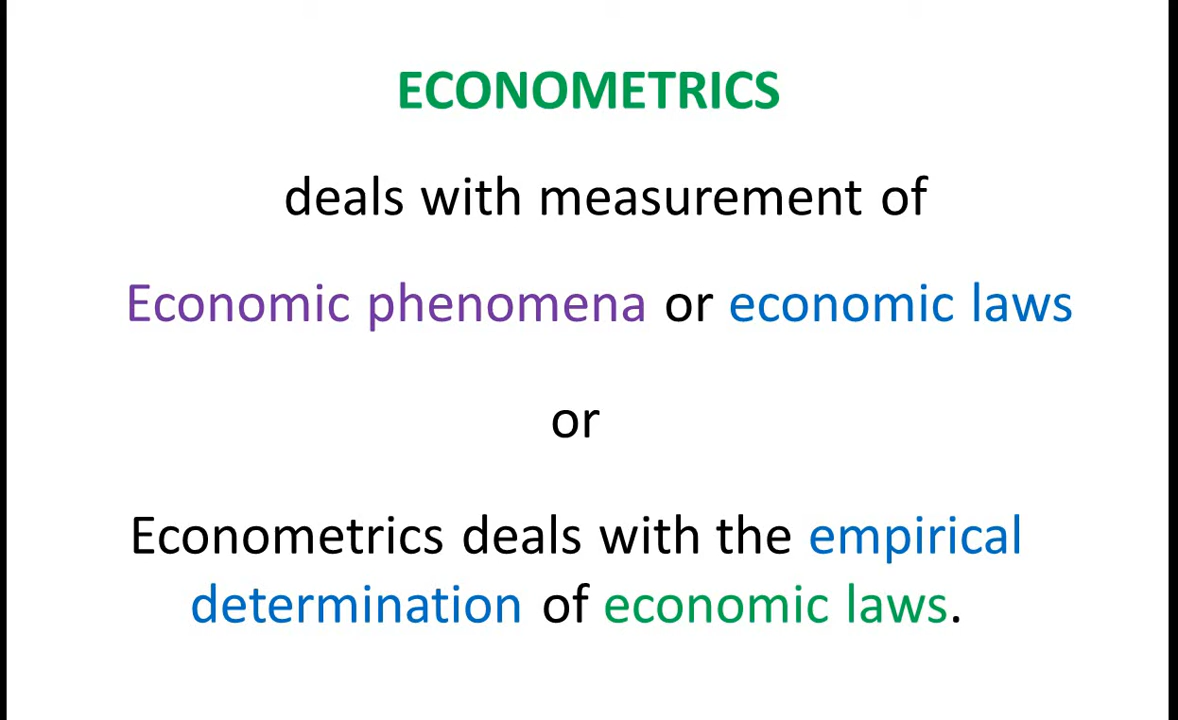 ECONOMETRICS
deals with measurement of
Economic phenomena or economic laws
or
Econometrics deals with the empirical
determination of economic laws.